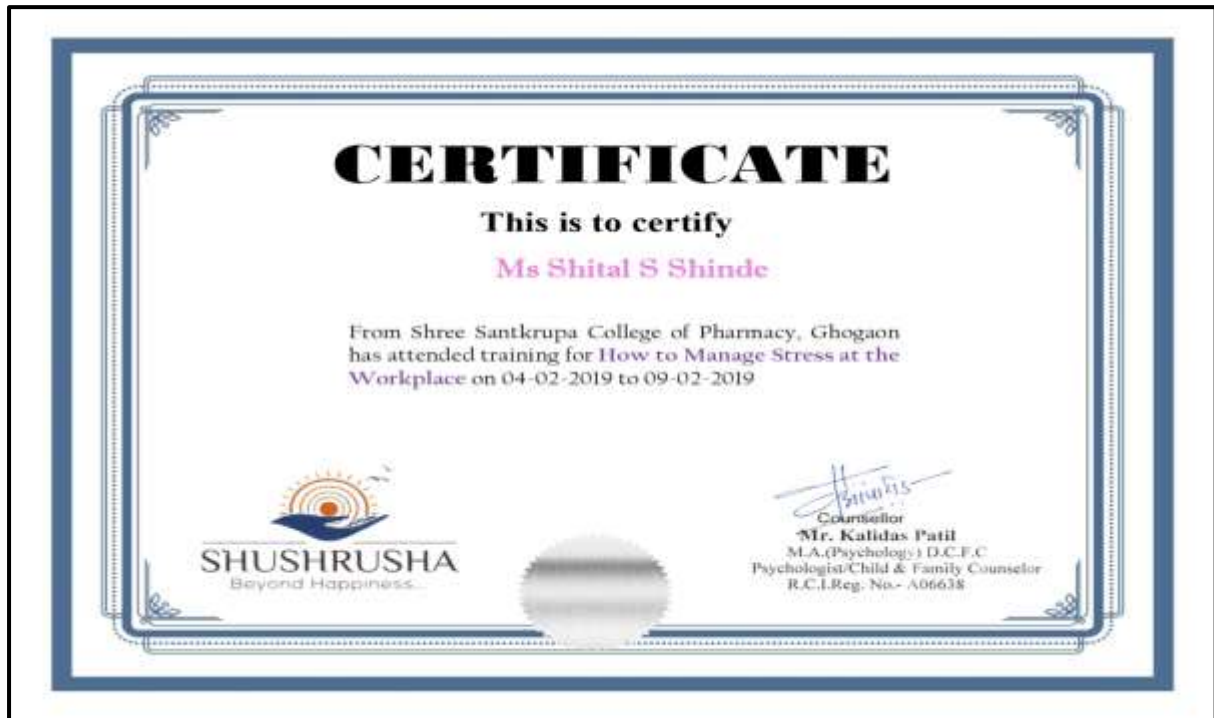 CERTIFICATE
This is to certify
Ms Shital S Shinde
From Shree Santkrupa College of Pharmacy, Ghogaon
has attended training for How to Manage Stress at the
Workplace on 04-02-2019 to 09-02-2019
SHUSHRUSHA
Beyond Happiness...
Counsellor
Mr. Kalidas Patil
M.A.(Psychology) D.C.F.C
Psychologist/Child & Family Counselor
R.C.I.Reg. No.- A06638